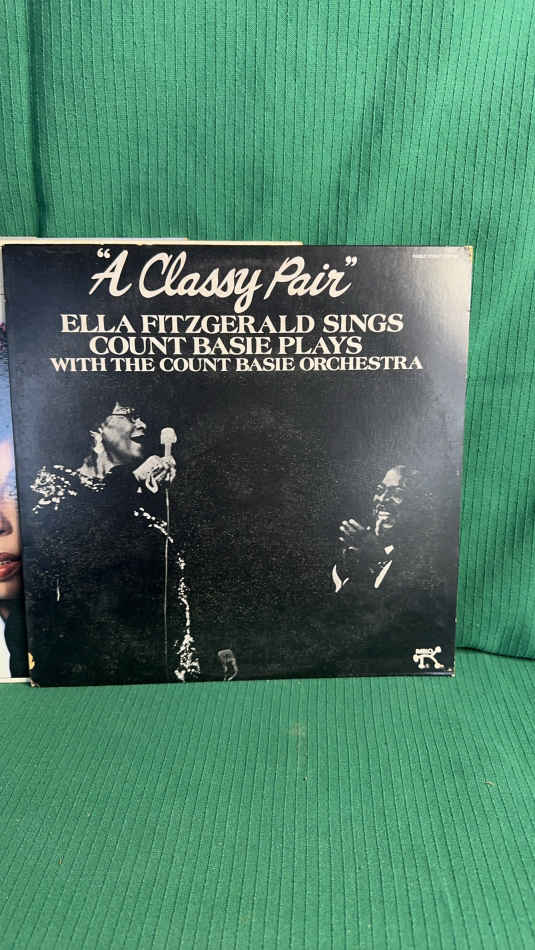 "A Classy Pair"
ELLA FITZGERALD SINGS
COUNT BASIE PLAYS
WITH THE COUNT BASIE ORCHESTRA